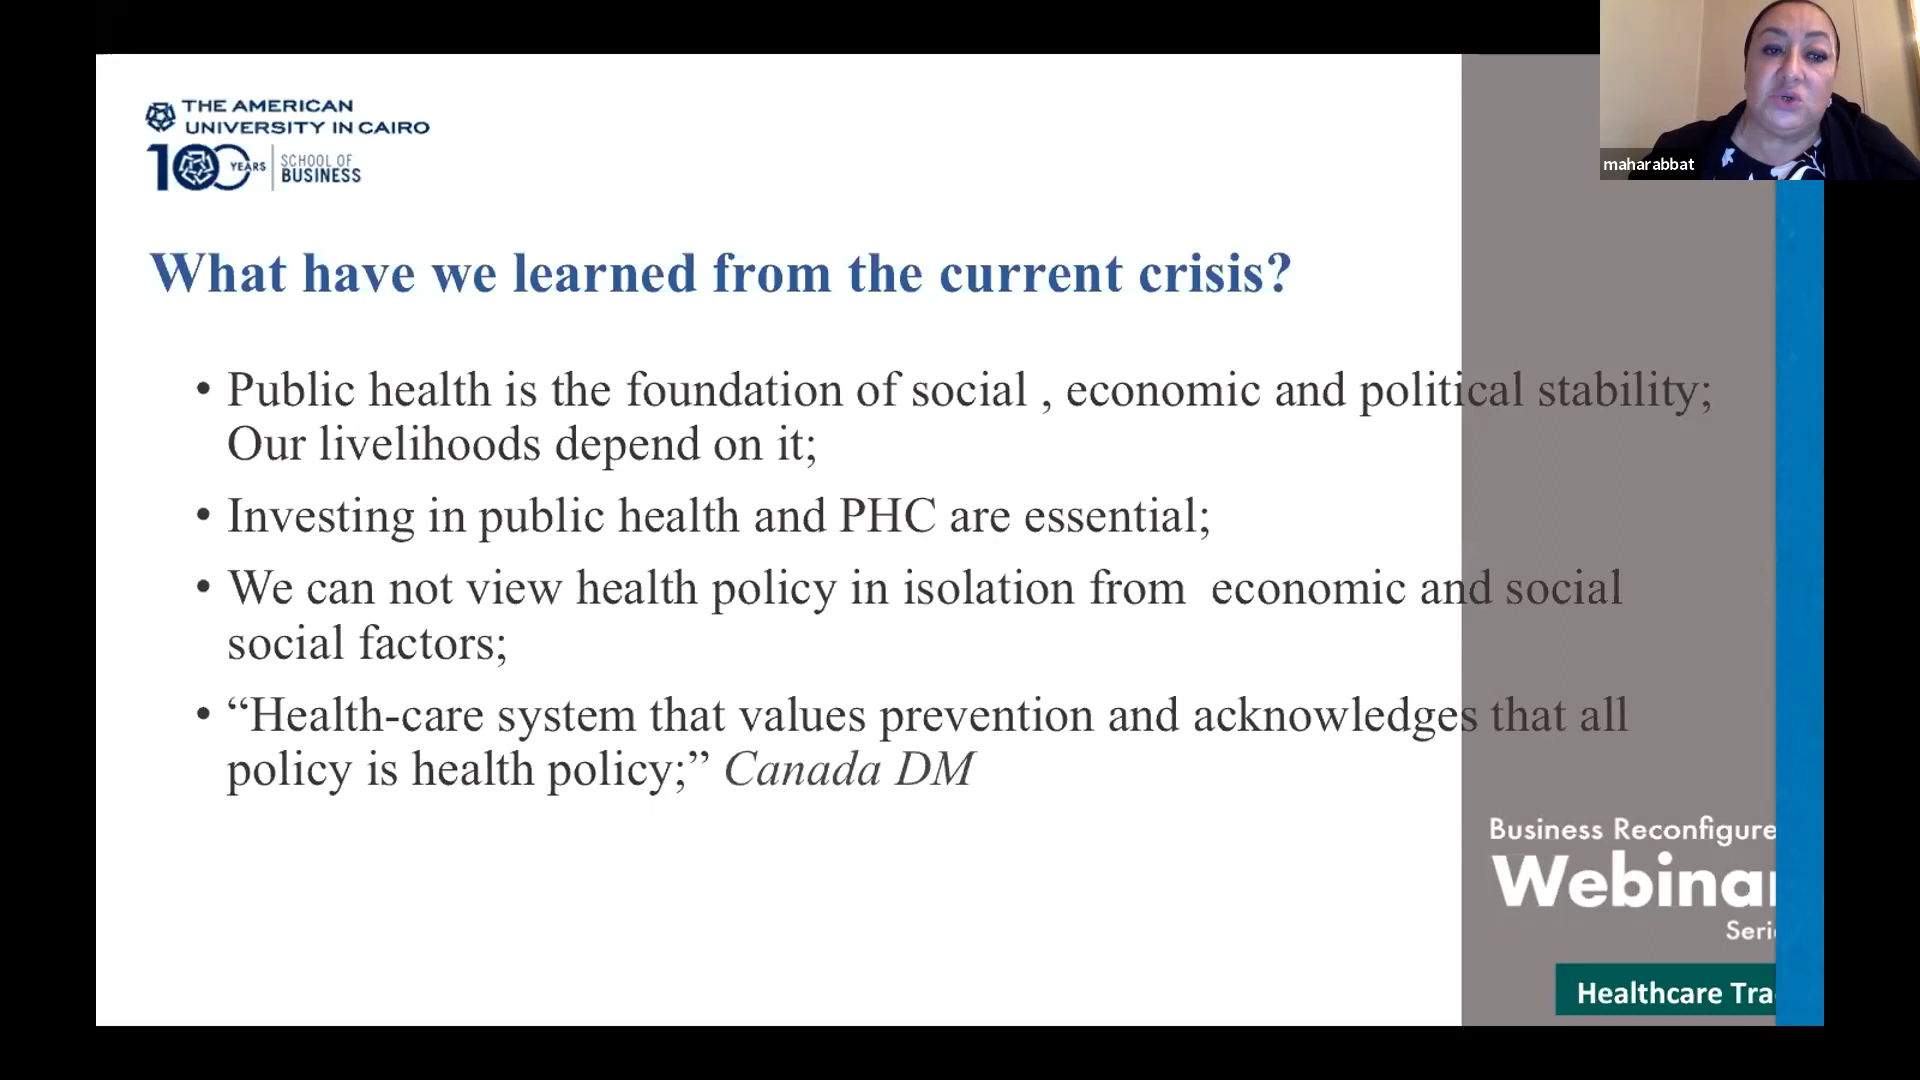 THE AMERICAN
UNIVERSITY IN CAIRO
100 YEARS
SCHOOL OF
BUSINESS
maharabbat
What have we learned from the current crisis?
• Public health is the foundation of social , economic and political stability;
Our livelihoods depend on it;
• Investing in public health and PHC are essential;
• We can not view health policy in isolation from  economic and social
social factors;
• “Health-care system that values prevention and acknowledges that all
policy is health policy;” Canada DM
Business Reconfigure
Webinar
Seri
Healthcare Tra